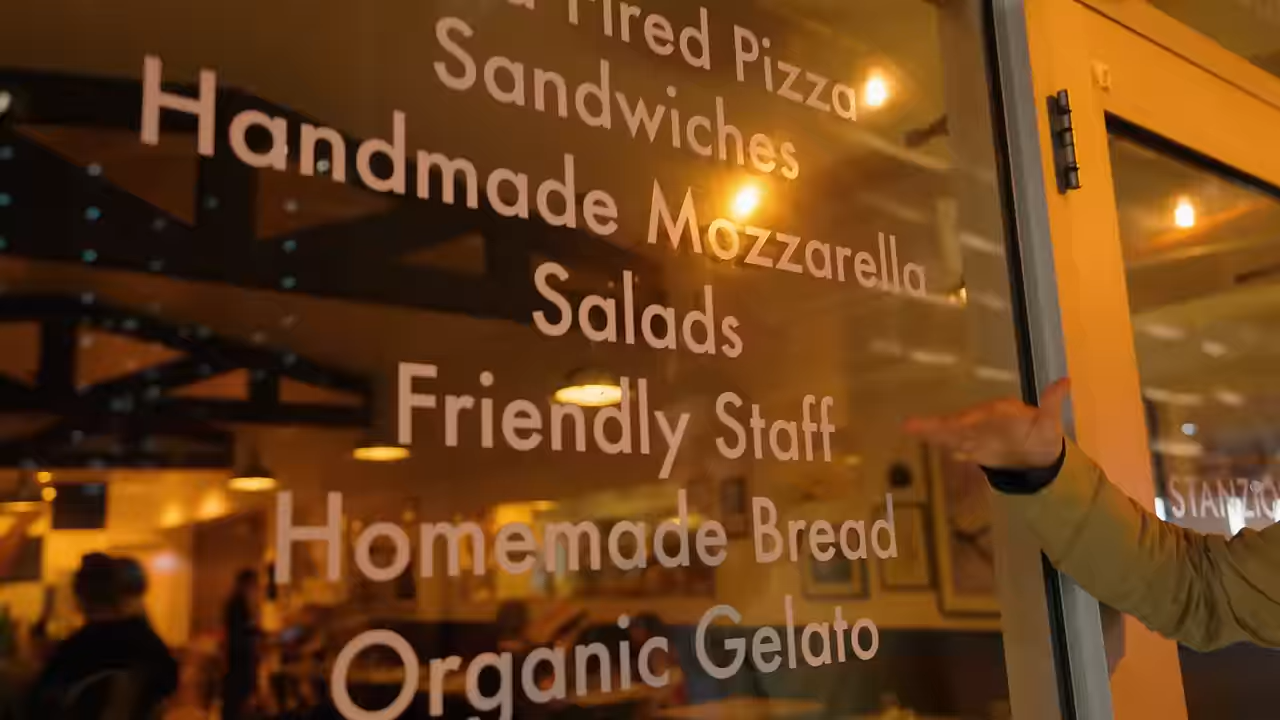 Fired Pizza
Sandwiches
Handmade Mozzarella
Salads
Friendly Staff
Homemade Bread
Organic Gelato